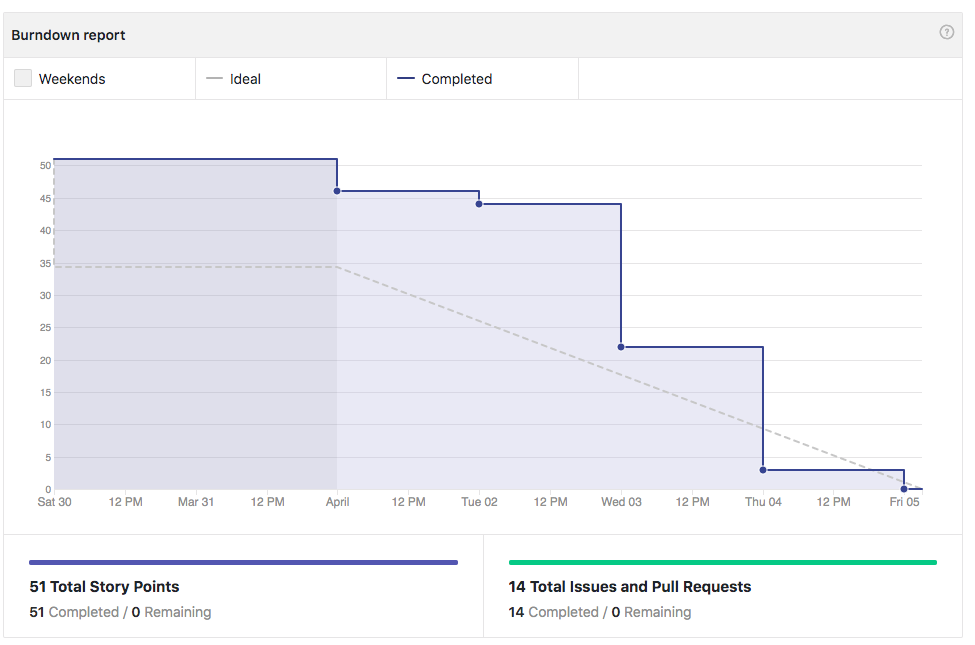 Burndown report ?
Weekends Ideal Completed
50
45
40
35
30
25
20
15
10
5
0
Sat 30 12 PM Mar 31 12 PM April 12 PM Tue 02 12 PM Wed 03 12 PM Thu 04 12 PM Fri 05
51 Total Story Points
51 Completed / 0 Remaining
14 Total Issues and Pull Requests
14 Completed / 0 Remaining